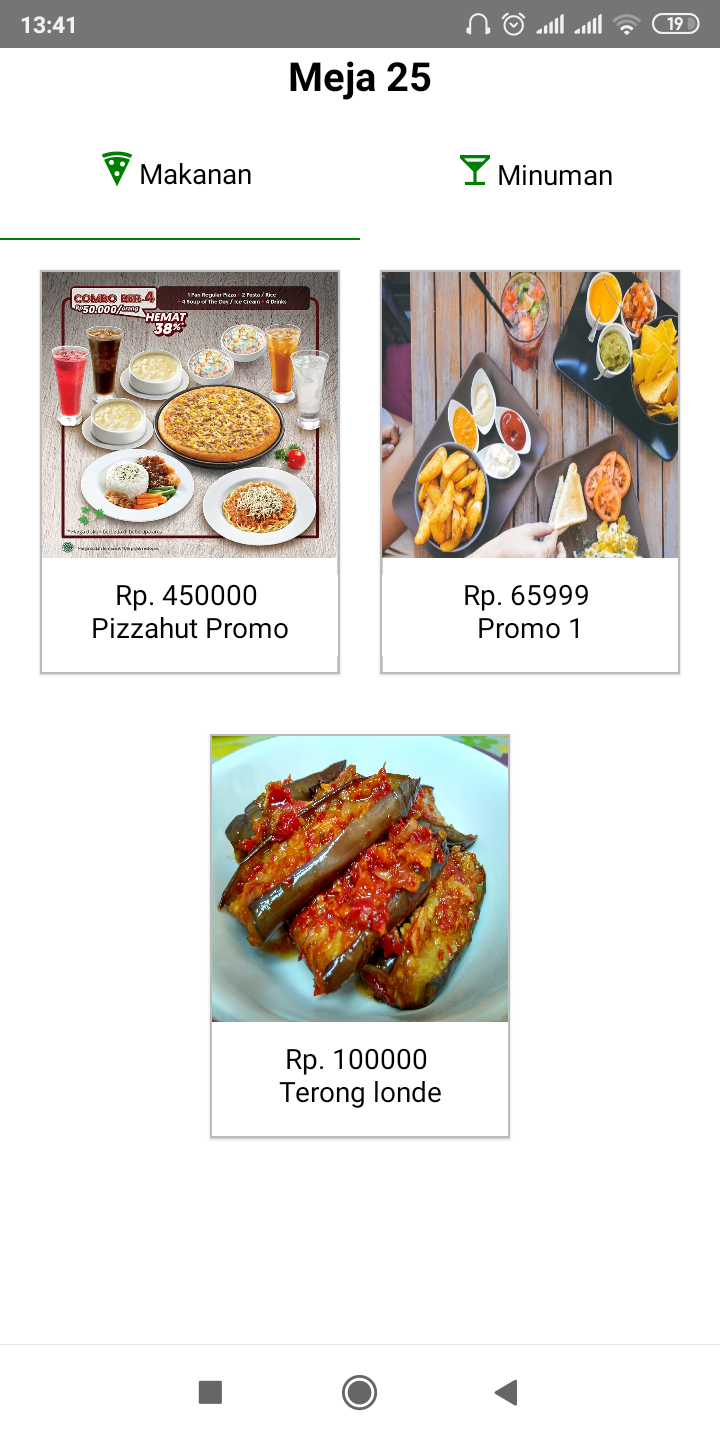 13:41
19
Meja 25
Makanan
Minuman
COMBO BER-4
Rp50.000/orang
HEMAT
38%*
1 Pan Regular Pizza + 2 Pasta / Rice
4 Soup of The Day / Ice Cream + 4 Drinks
Rp. 450000
Pizzahut Promo
Rp. 65999
Promo 1
Rp. 100000
Terong londe